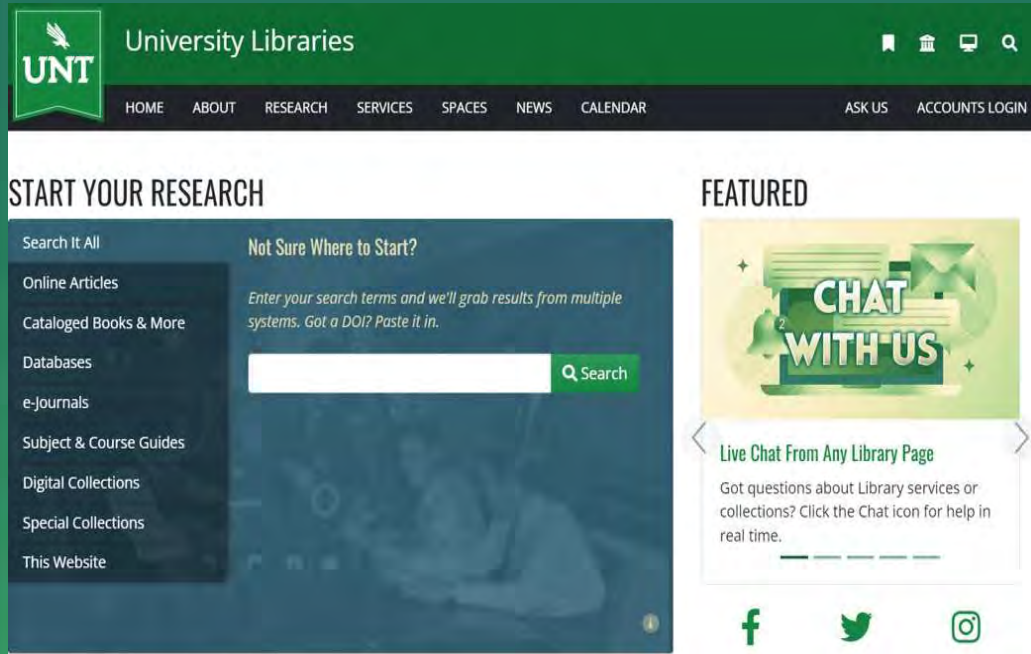 UNT
University Libraries
HOME ABOUT RESEARCH SERVICES SPACES NEWS CALENDAR ASK US ACCOUNTS LOGIN
START YOUR RESEARCH
Search It All
Online Articles
Cataloged Books & More
Databases
e-Journals
Subject & Course Guides
Digital Collections
Special Collections
This Website
Not Sure Where to Start?
Enter your search terms and we'll grab results from multiple
systems. Got a DOI? Paste it in.
Search
FEATURED
2
CHAT
WITH US
Live Chat From Any Library Page
Got questions about Library services or
collections? Click the Chat icon for help in
real time.